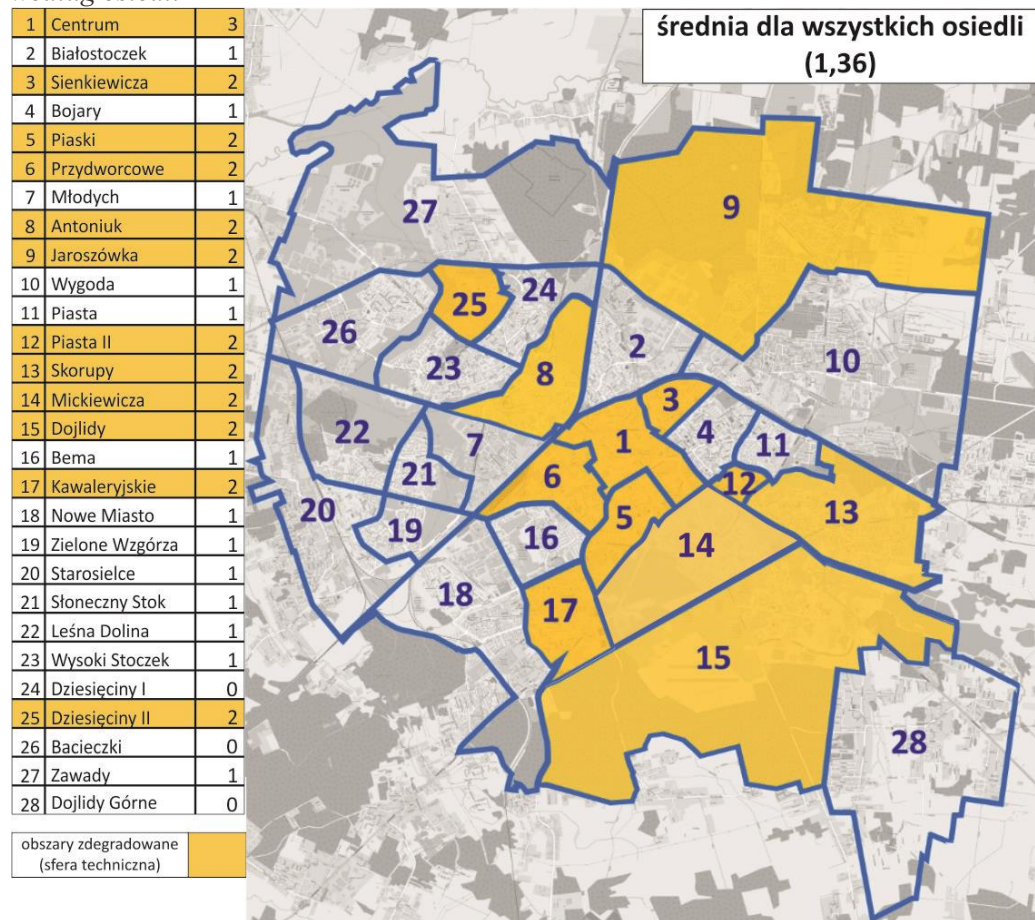 1 Centrum 3
2 Białostoczek 1
3 Sienkiewicza 2
4 Bojary 1
5 Piaski 2
6 Przydworcowe 2
7 Młodych 1
8 Antoniuk 2
9 Jaroszówka 2
10 Wygoda 1
11 Piasta 1
12 Piasta II 2
13 Skorupy 2
14 Mickiewicza 2
15 Dojlidy 2
16 Bema 1
17 Kawaleryjskie 2
18 Nowe Miasto 1
19 Zielone Wzgórza 1
20 Starosielce 1
21 Słoneczny Stok 1
22 Leśna Dolina 1
23 Wysoki Stoczek 1
24 Dziesięciny I 0
25 Dziesięciny II 2
26 Bacieczki 0
27 Zawady 1
28 Dojlidy Górne 0
obszary zdegradowane
(sfera techniczna)
średnia dla wszystkich osiedli
(1,36)
27
9
25
24
26
2
10
23
8
3
22
7
1
4
11
21
6
12
20
5
13
19
16
14
18
17
15
28